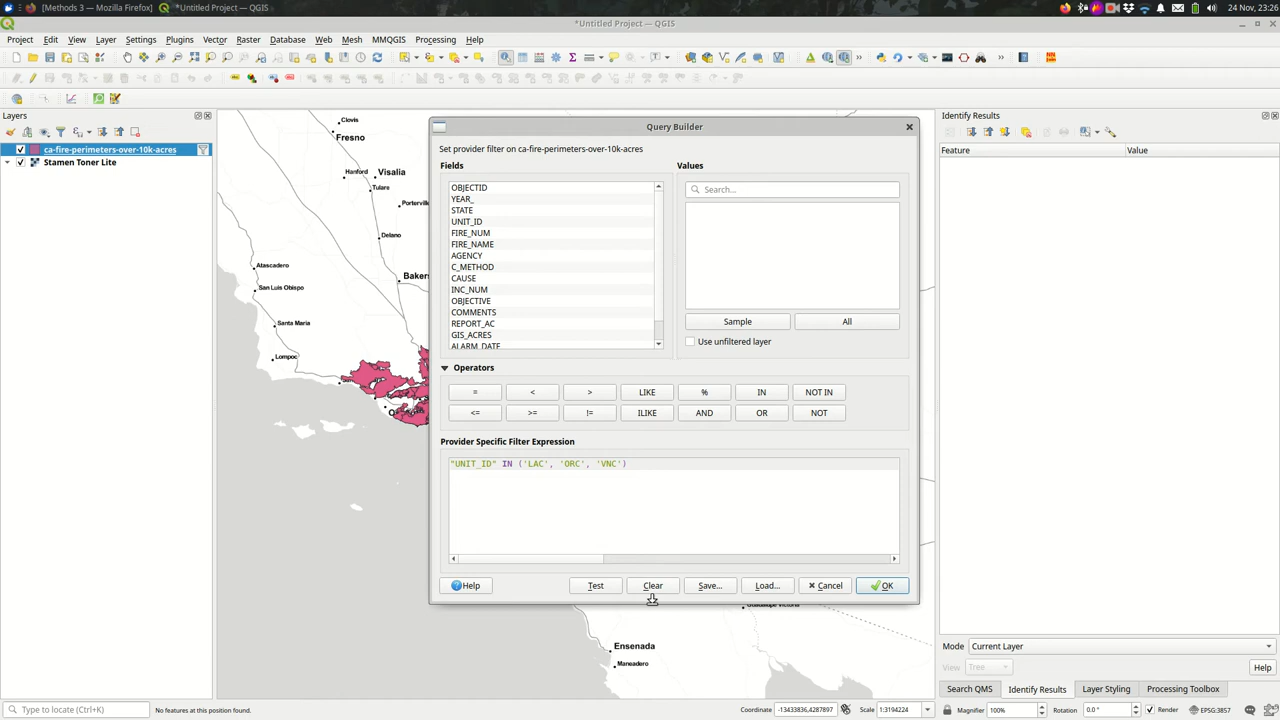 [Methods 3 — Mozilla Firefox]
*Untitled Project — QGIS
24 Nov, 23:26
*Untitled Project — QGIS
Project Edit View Layer Settings Plugins Vector Raster Database Web Mesh MMQGIS Processing Help
Layers
ca-fire-perimeters-over-10k-acres
Stamen Toner Lite
Clovis
Fresno
Visalia
Hanford
Tulare
Porterville
Delano
Atascadero
San Luis Obispo
Santa Maria
Lompoc
Ensenada
Maneadero
Query Builder
Set provider filter on ca-fire-perimeters-over-10k-acres
Fields
OBJECTID
YEAR_
STATE
UNIT_ID
FIRE_NUM
FIRE_NAME
AGENCY
C_METHOD
CAUSE
INC_NUM
OBJECTIVE
COMMENTS
REPORT_AC
GIS_ACRES
ALARM_DATE
Values
Search...
Sample All
Use unfiltered layer
Operators
= < > LIKE % IN NOT IN
<= >= != ILIKE AND OR NOT
Provider Specific Filter Expression
"UNIT_ID" IN ('LAC', 'ORC', 'VNC')
Help Test Clear Save... Load... Cancel OK
Identify Results
Feature Value
Mode Current Layer
View Tree Help
Search QMS Identify Results Layer Styling Processing Toolbox
Type to locate (Ctrl+K) No features at this position found. Coordinate -13433836,4287897 Scale 1:3194224 Magnifier 100% Rotation 0.0 ° Render EPSG:3857